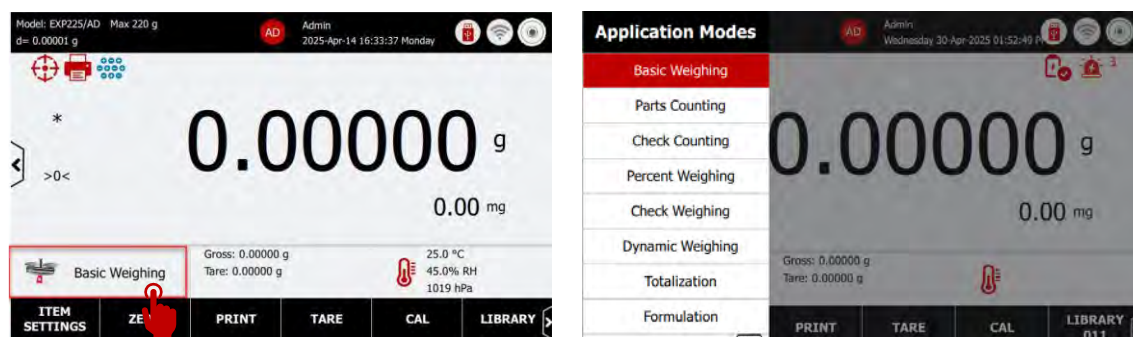 Model: EXP225/AD Max 220 g
d= 0.00001 g
AD
Admin
2025-Apr-14 16:33:37 Monday
*
>0<
0.00000 g
0.00 mg
Basic Weighing
Gross: 0.00000 g
Tare: 0.00000 g
25.0 °C
45.0% RH
1019 hPa
ITEM SETTINGS
PRINT
TARE
CAL
LIBRARY
Application Modes
Basic Weighing
Parts Counting
Check Counting
Percent Weighing
Check Weighing
Dynamic Weighing
Totalization
Formulation
AD
Admin
Wednesday 30-Apr-2025 01:52:49
3
0.00000 g
0.00 mg
Gross: 0.00000 g
Tare: 0.00000 g
PRINT
TARE
CAL
LIBRARY
011